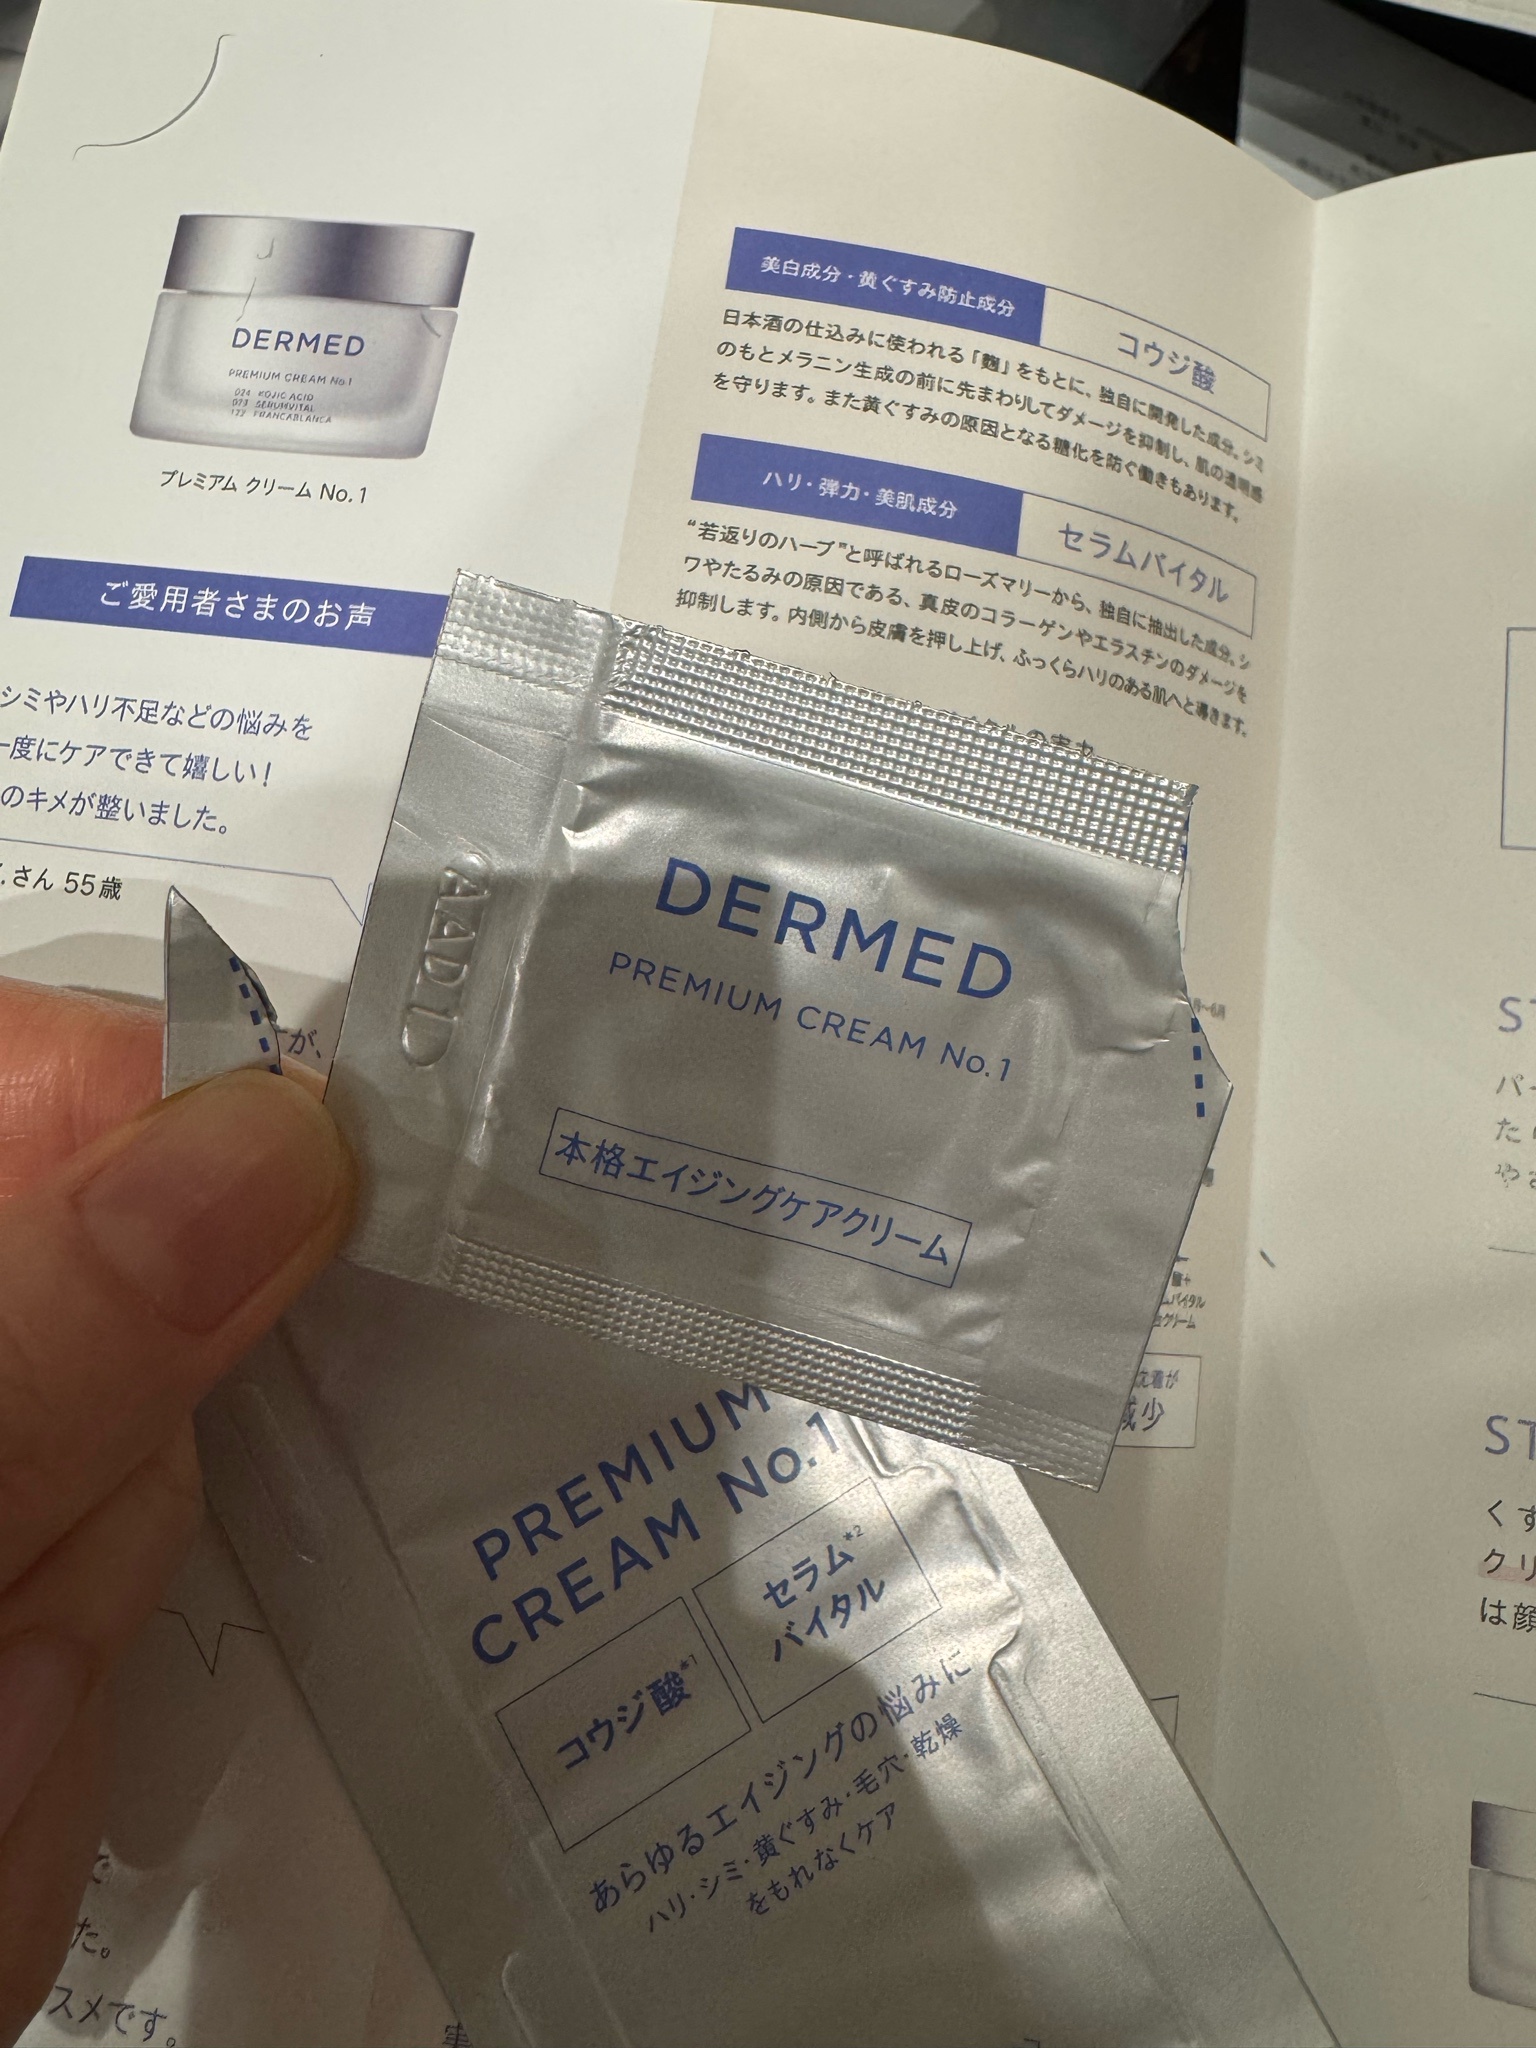 DERMED
PREMIUM CREAM No.1
024 KOJIC ACID
073 SERUMVITAL
122 FRANCABLANCA
プレミアム クリーム No.1
ご愛用者さまのお声
シミやハリ不足などの悩みを
一度にケアできて嬉しい！
のキメが整いました。
さん 55歳
が、
美白成分・黄ぐすみ防止成分
コウジ酸
日本酒の仕込みに使われる「麴」をもとに、独自に開発した成分。シミ
のもとメラニン生成の前に先まわりしてダメージを抑制し、肌の透明感
を守ります。また黄ぐすみの原因となる糖化を防ぐ働きもあります。
ハリ・弾力・美肌成分
セラムバイタル
“若返りのハーブ”と呼ばれるローズマリーから、独自に抽出した成分。シ
ワやたるみの原因である、真皮のコラーゲンやエラスチンのダメージを
抑制します。内側から皮膚を押し上げ、ふっくらハリのある肌へと導きます。
AAD1
DERMED
PREMIUM CREAM No.1
本格エイジングケアクリーム
減少
PREMIUM
CREAM No.1
コウジ酸*1
セラム*2
バイタル
あらゆるエイジングの悩みに
ハリ・シミ・黄ぐすみ・毛穴・乾燥
をもれなくケア
た。
スメです。
ST
くす
クリ
は顔